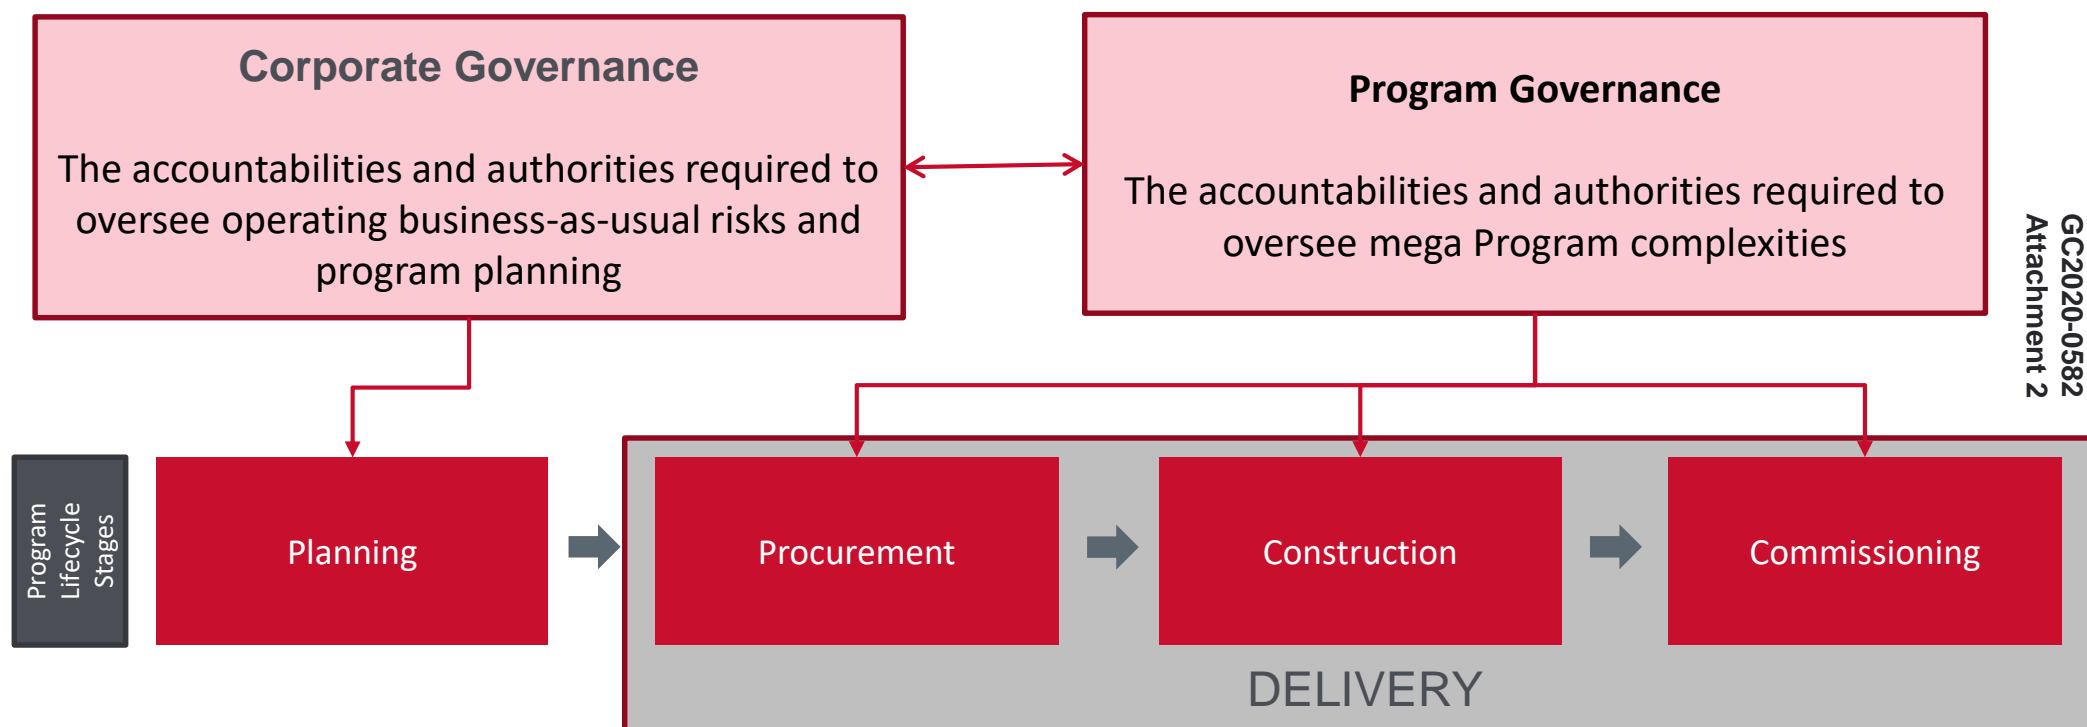 Corporate Governance
The accountabilities and authorities required to
oversee operating business-as-usual risks and
program planning
Program Governance
The accountabilities and authorities required to
oversee mega Program complexities
GC2020-0582
Attachment 2
Program
Lifecycle
Stages
Planning
Procurement
Construction
Commissioning
DELIVERY